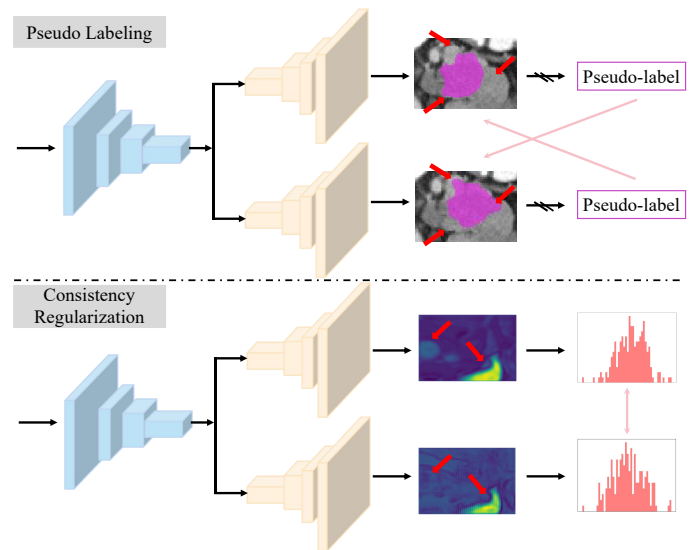 Pseudo Labeling
Pseudo-label
Pseudo-label
Consistency
Regularization